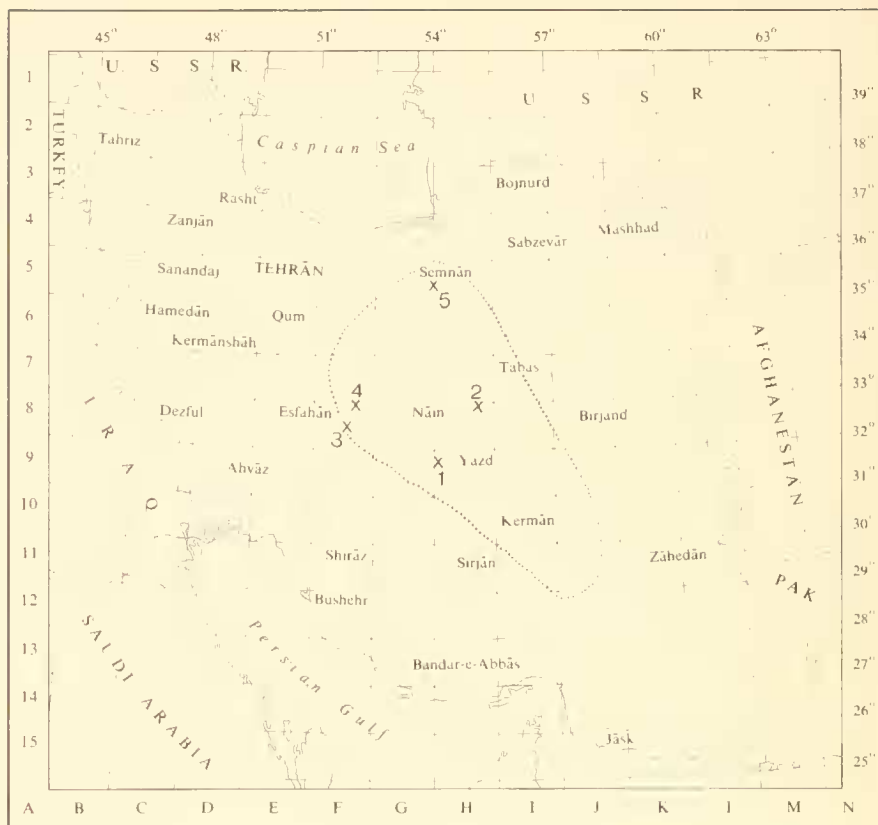 45° 48° 51° 54° 57° 60° 63°
U. S S R.
U S S R
1 39°
TURKEY
2 Tahriz Caspian Sea 38°
3 Bojnurd
Rasht 37°
4 Zanjān Mashhad
Sabzevār 36°
5 Sanandaj TEHRĀN Semnān
5 35°
6 Hamedān Qum
Kermānshāh 34°
AFGHANESTĀN
7 Tabas 33°
4 2
8 Dezful Esfahān Nāin Birjand
3 32°
IRAQ
9 Ahvāz Yazd 31°
1
10 Kermān 30°
11 Shirāz Sirjān Zāhedān 29°
PAK
12 Bushehr 28°
SAUDI ARABIA
Persian Gulf
13 Bandar-e-Abbās 27°
14 26°
15 Jāsk 25°
A B C D E F G H I J K I M N